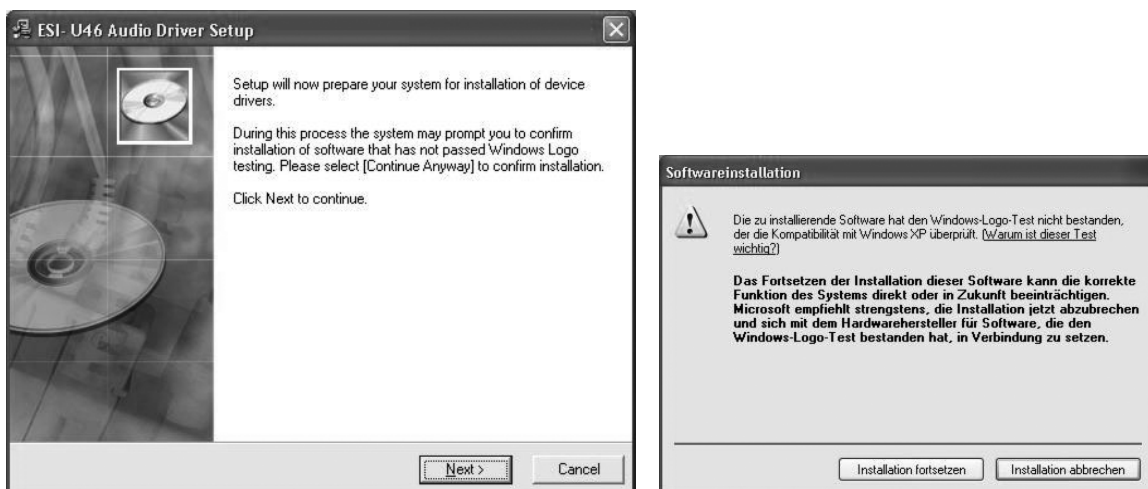 ESI- U46 Audio Driver Setup
Setup will now prepare your system for installation of device
drivers.
During this process the system may prompt you to confirm
installation of software that has not passed Windows Logo
testing. Please select [Continue Anyway] to confirm installation.
Click Next to continue.
Next >
Cancel
Softwareinstallation
Die zu installierende Software hat den Windows-Logo-Test nicht bestanden,
der die Kompatibilität mit Windows XP überprüft. (Warum ist dieser Test
wichtig?)
Das Fortsetzen der Installation dieser Software kann die korrekte
Funktion des Systems direkt oder in Zukunft beeinträchtigen.
Microsoft empfiehlt strengstens, die Installation jetzt abzubrechen
und sich mit dem Hardwarehersteller für Software, die den
Windows-Logo-Test bestanden hat, in Verbindung zu setzen.
Installation fortsetzen
Installation abbrechen